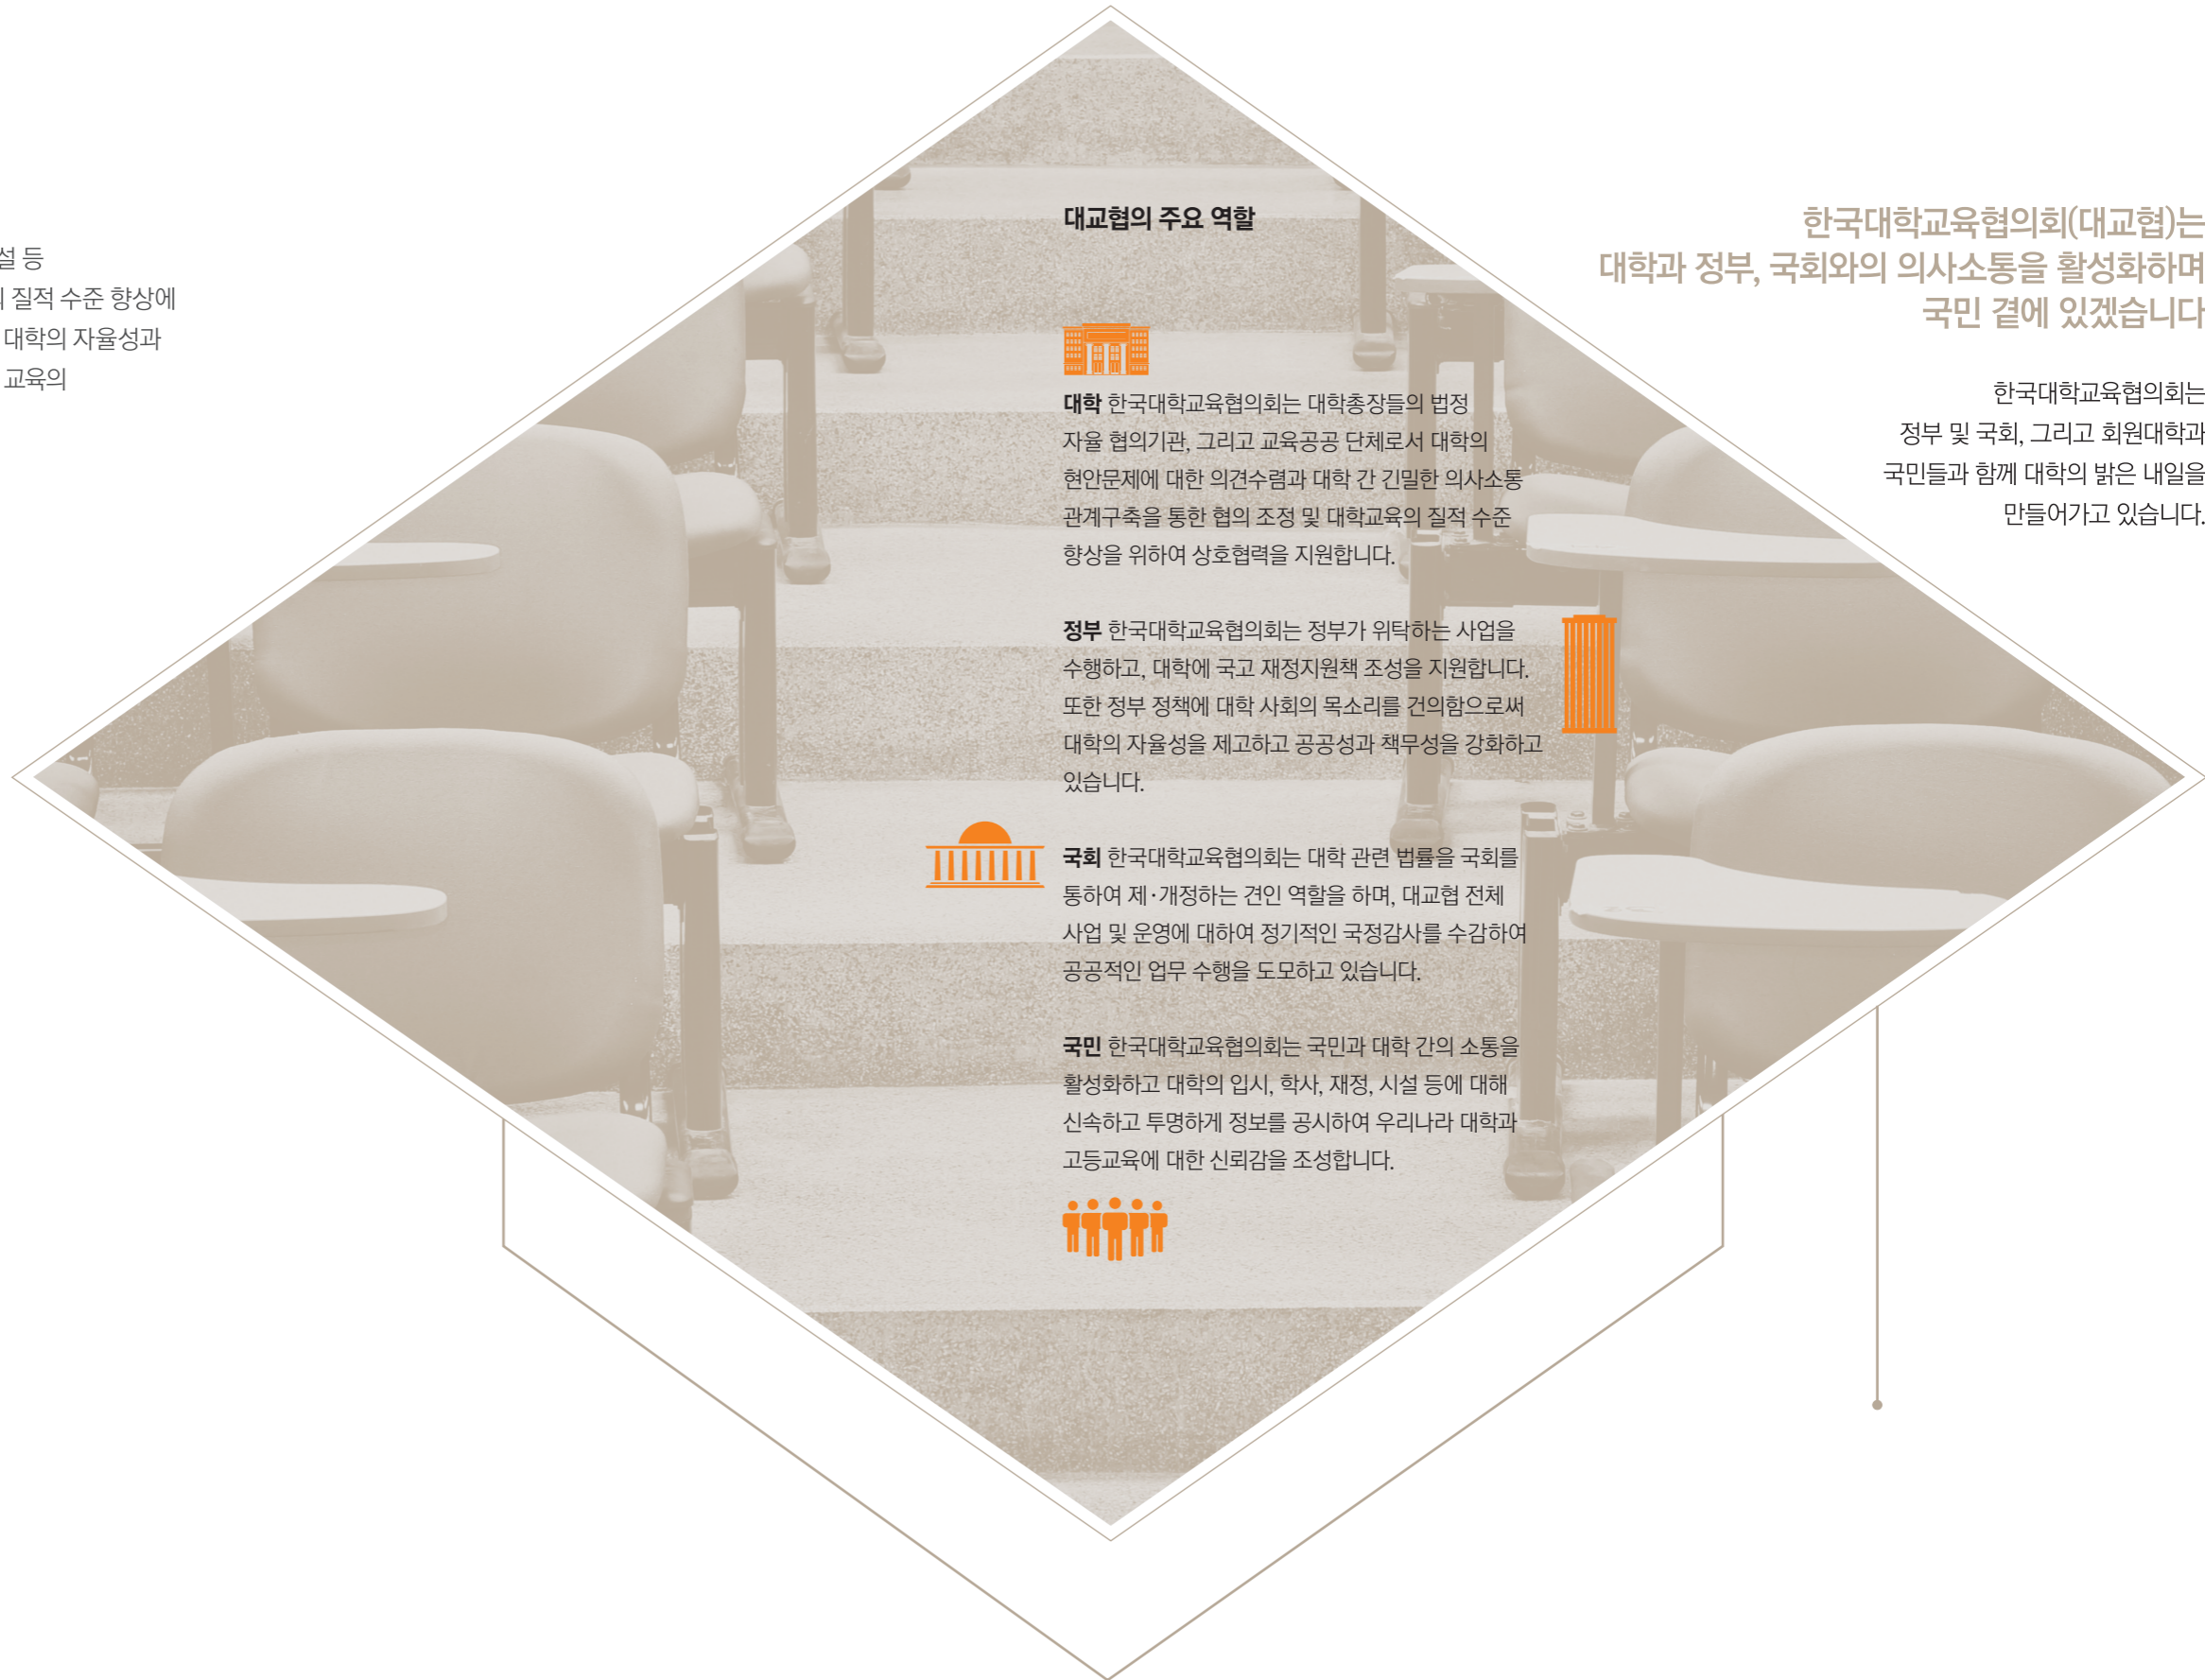 설 등
질적 수준 향상에
대학의 자율성과
교육의
대교협의 주요 역할
대학 한국대학교육협의회는 대학총장들의 법정
자율 협의기관, 그리고 교육공공 단체로서 대학의
현안문제에 대한 의견수렴과 대학 간 긴밀한 의사소통
관계구축을 통한 협의 조정 및 대학교육의 질적 수준
향상을 위하여 상호협력을 지원합니다.
정부 한국대학교육협의회는 정부가 위탁하는 사업을
수행하고, 대학에 국고 재정지원책 조성을 지원합니다.
또한 정부 정책에 대학 사회의 목소리를 건의함으로써
대학의 자율성을 제고하고 공공성과 책무성을 강화하고
있습니다.
국회 한국대학교육협의회는 대학 관련 법률을 국회를
통하여 제·개정하는 견인 역할을 하며, 대교협 전체
사업 및 운영에 대하여 정기적인 국정감사를 수감하여
공공적인 업무 수행을 도모하고 있습니다.
국민 한국대학교육협의회는 국민과 대학 간의 소통을
활성화하고 대학의 입시, 학사, 재정, 시설 등에 대해
신속하고 투명하게 정보를 공시하여 우리나라 대학과
고등교육에 대한 신뢰감을 조성합니다.
한국대학교육협의회(대교협)는
대학과 정부, 국회와의 의사소통을 활성화하며
국민 곁에 있겠습니다
한국대학교육협의회는
정부 및 국회, 그리고 회원대학과
국민들과 함께 대학의 밝은 내일을
만들어가고 있습니다.